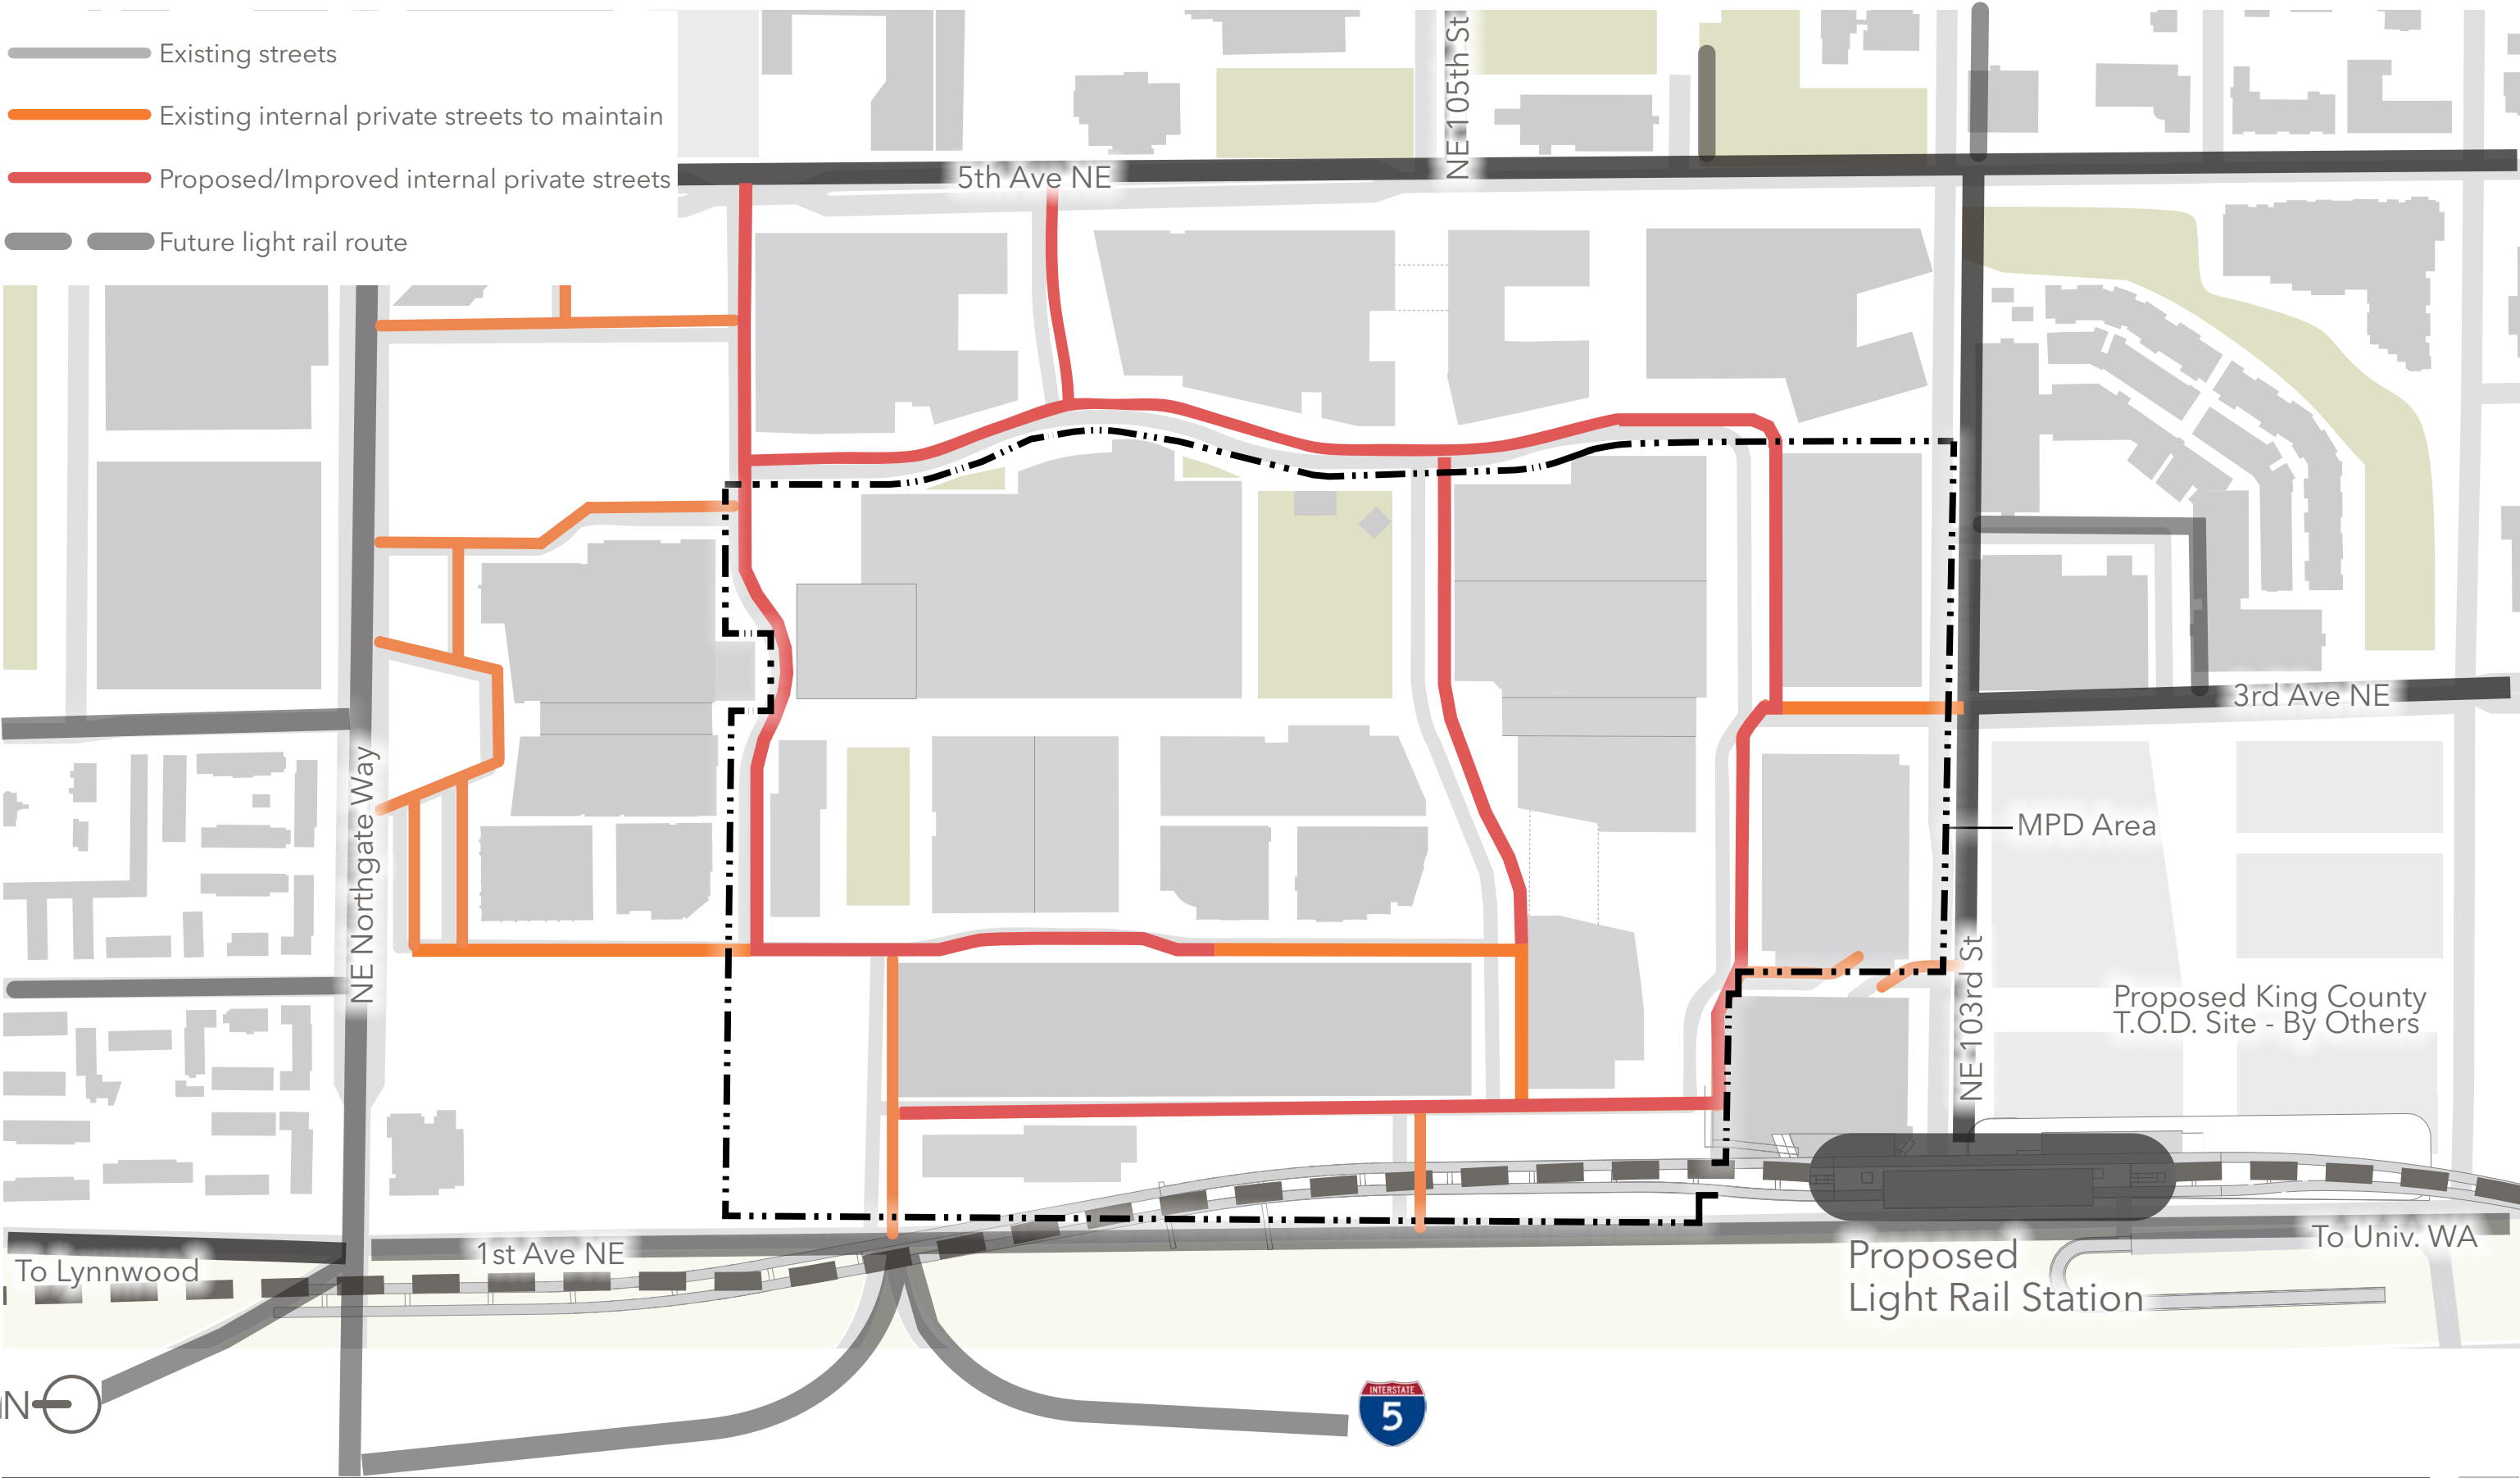 Existing streets
Existing internal private streets to maintain
Proposed/Improved internal private streets
Future light rail route
5th Ave NE
NE 105th St
3rd Ave NE
NE Northgate Way
MPD Area
NE 103rd St
Proposed King County
T.O.D. Site - By Others
1st Ave NE
To Lynnwood
To Univ. WA
Proposed
Light Rail Station
N
INTERSTATE
5